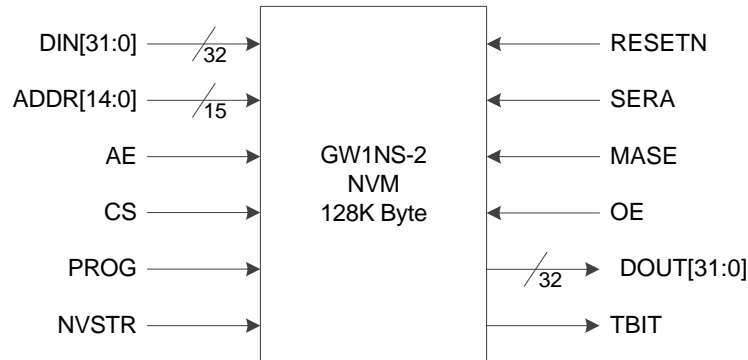 DIN[31:0]
32
RESETN
ADDR[14:0]
15
SERA
AE
GW1NS-2
NVM
128K Byte
MASE
CS
OE
PROG
32
DOUT[31:0]
NVSTR
TBIT